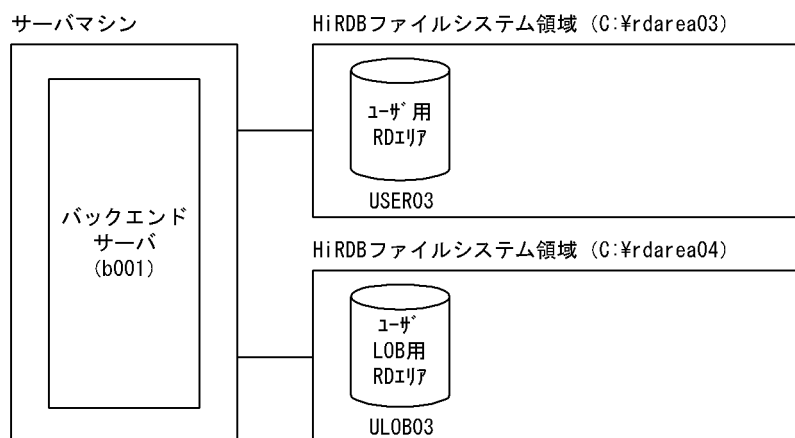 サーバマシン
HiRDBファイルシステム領域（C:¥rdarea03）
バックエンド
サーバ
(b001)
ﾕｰｻﾞ用
RDｴﾘｱ
USER03
HiRDBファイルシステム領域（C:¥rdarea04）
ﾕｰｻﾞ
LOB用
RDｴﾘｱ
ULOB03